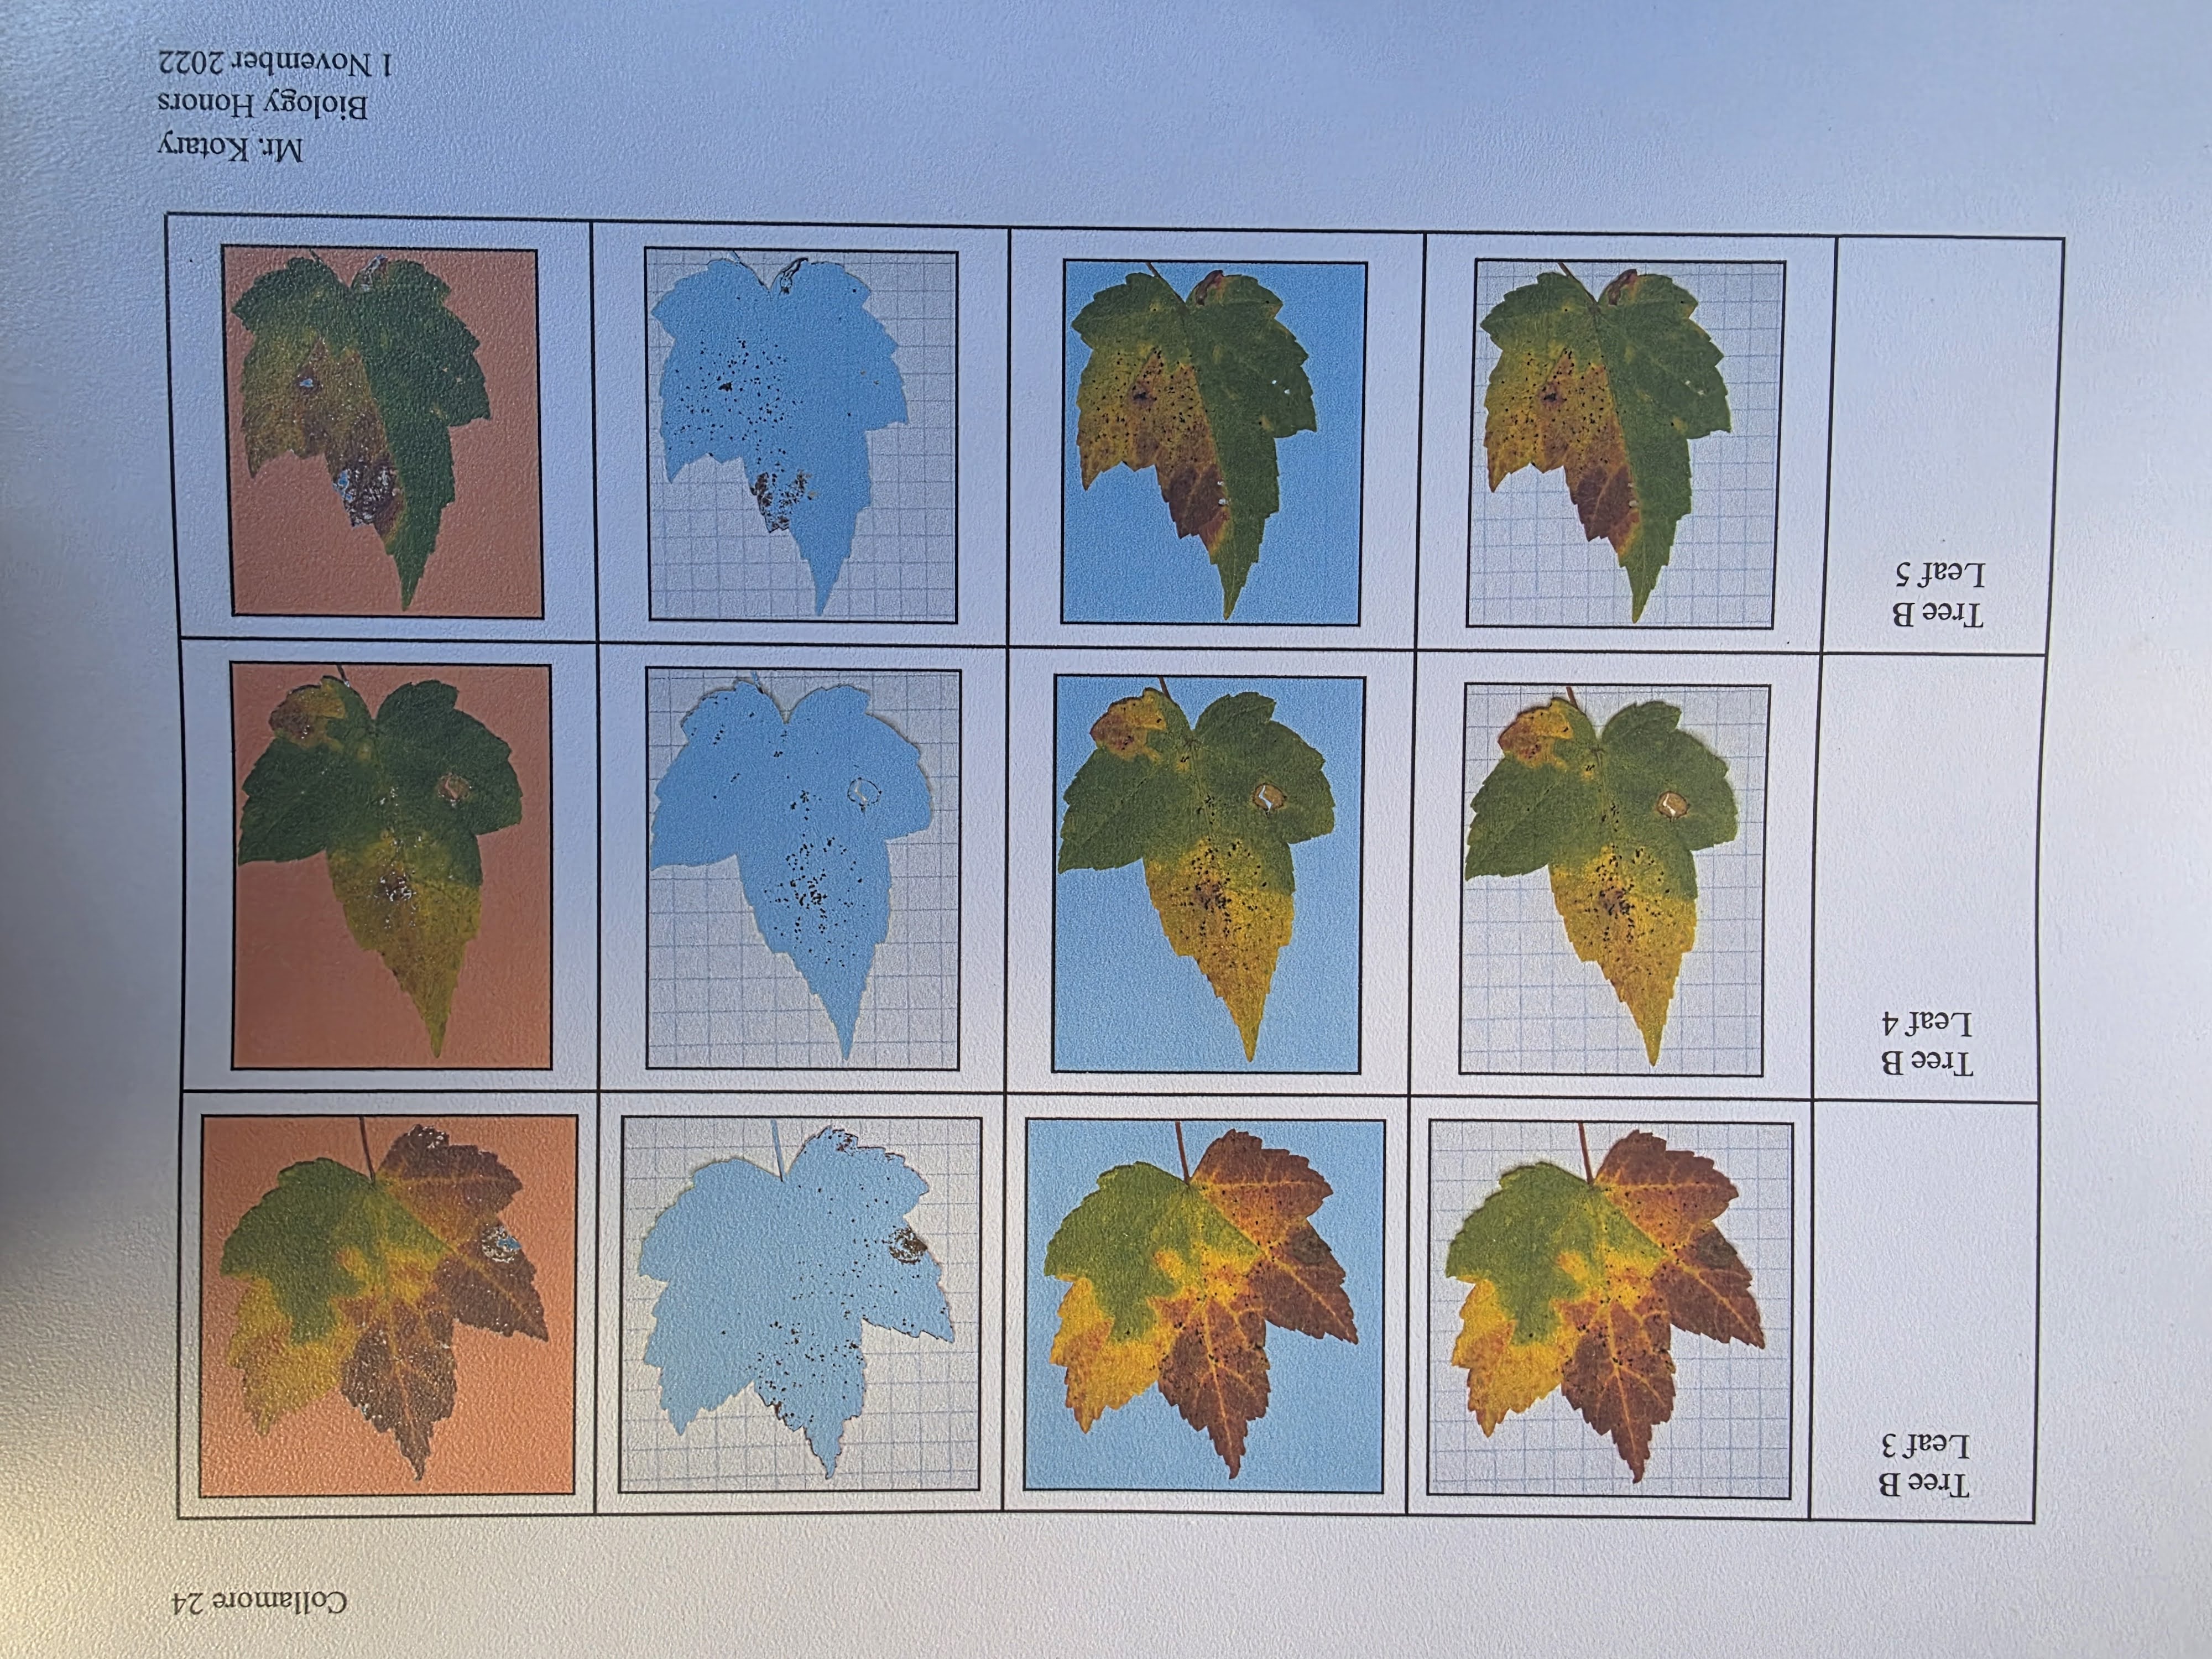 Collamore 24
Mr. Kotary
Biology Honors
1 November 2022
Tree B
Leaf 3
Tree B
Leaf 4
Tree B
Leaf 5